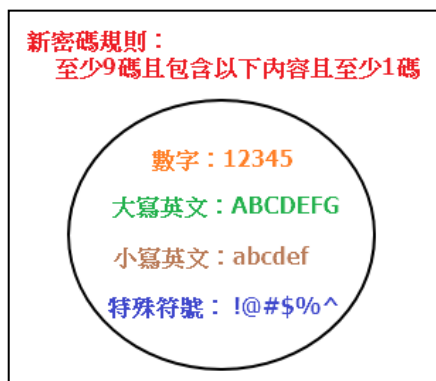 新密碼規則：
至少9碼且包含以下內容且至少1碼
數字：12345
大寫英文：ABCDEFG
小寫英文：abcdef
特殊符號： !@#$%^